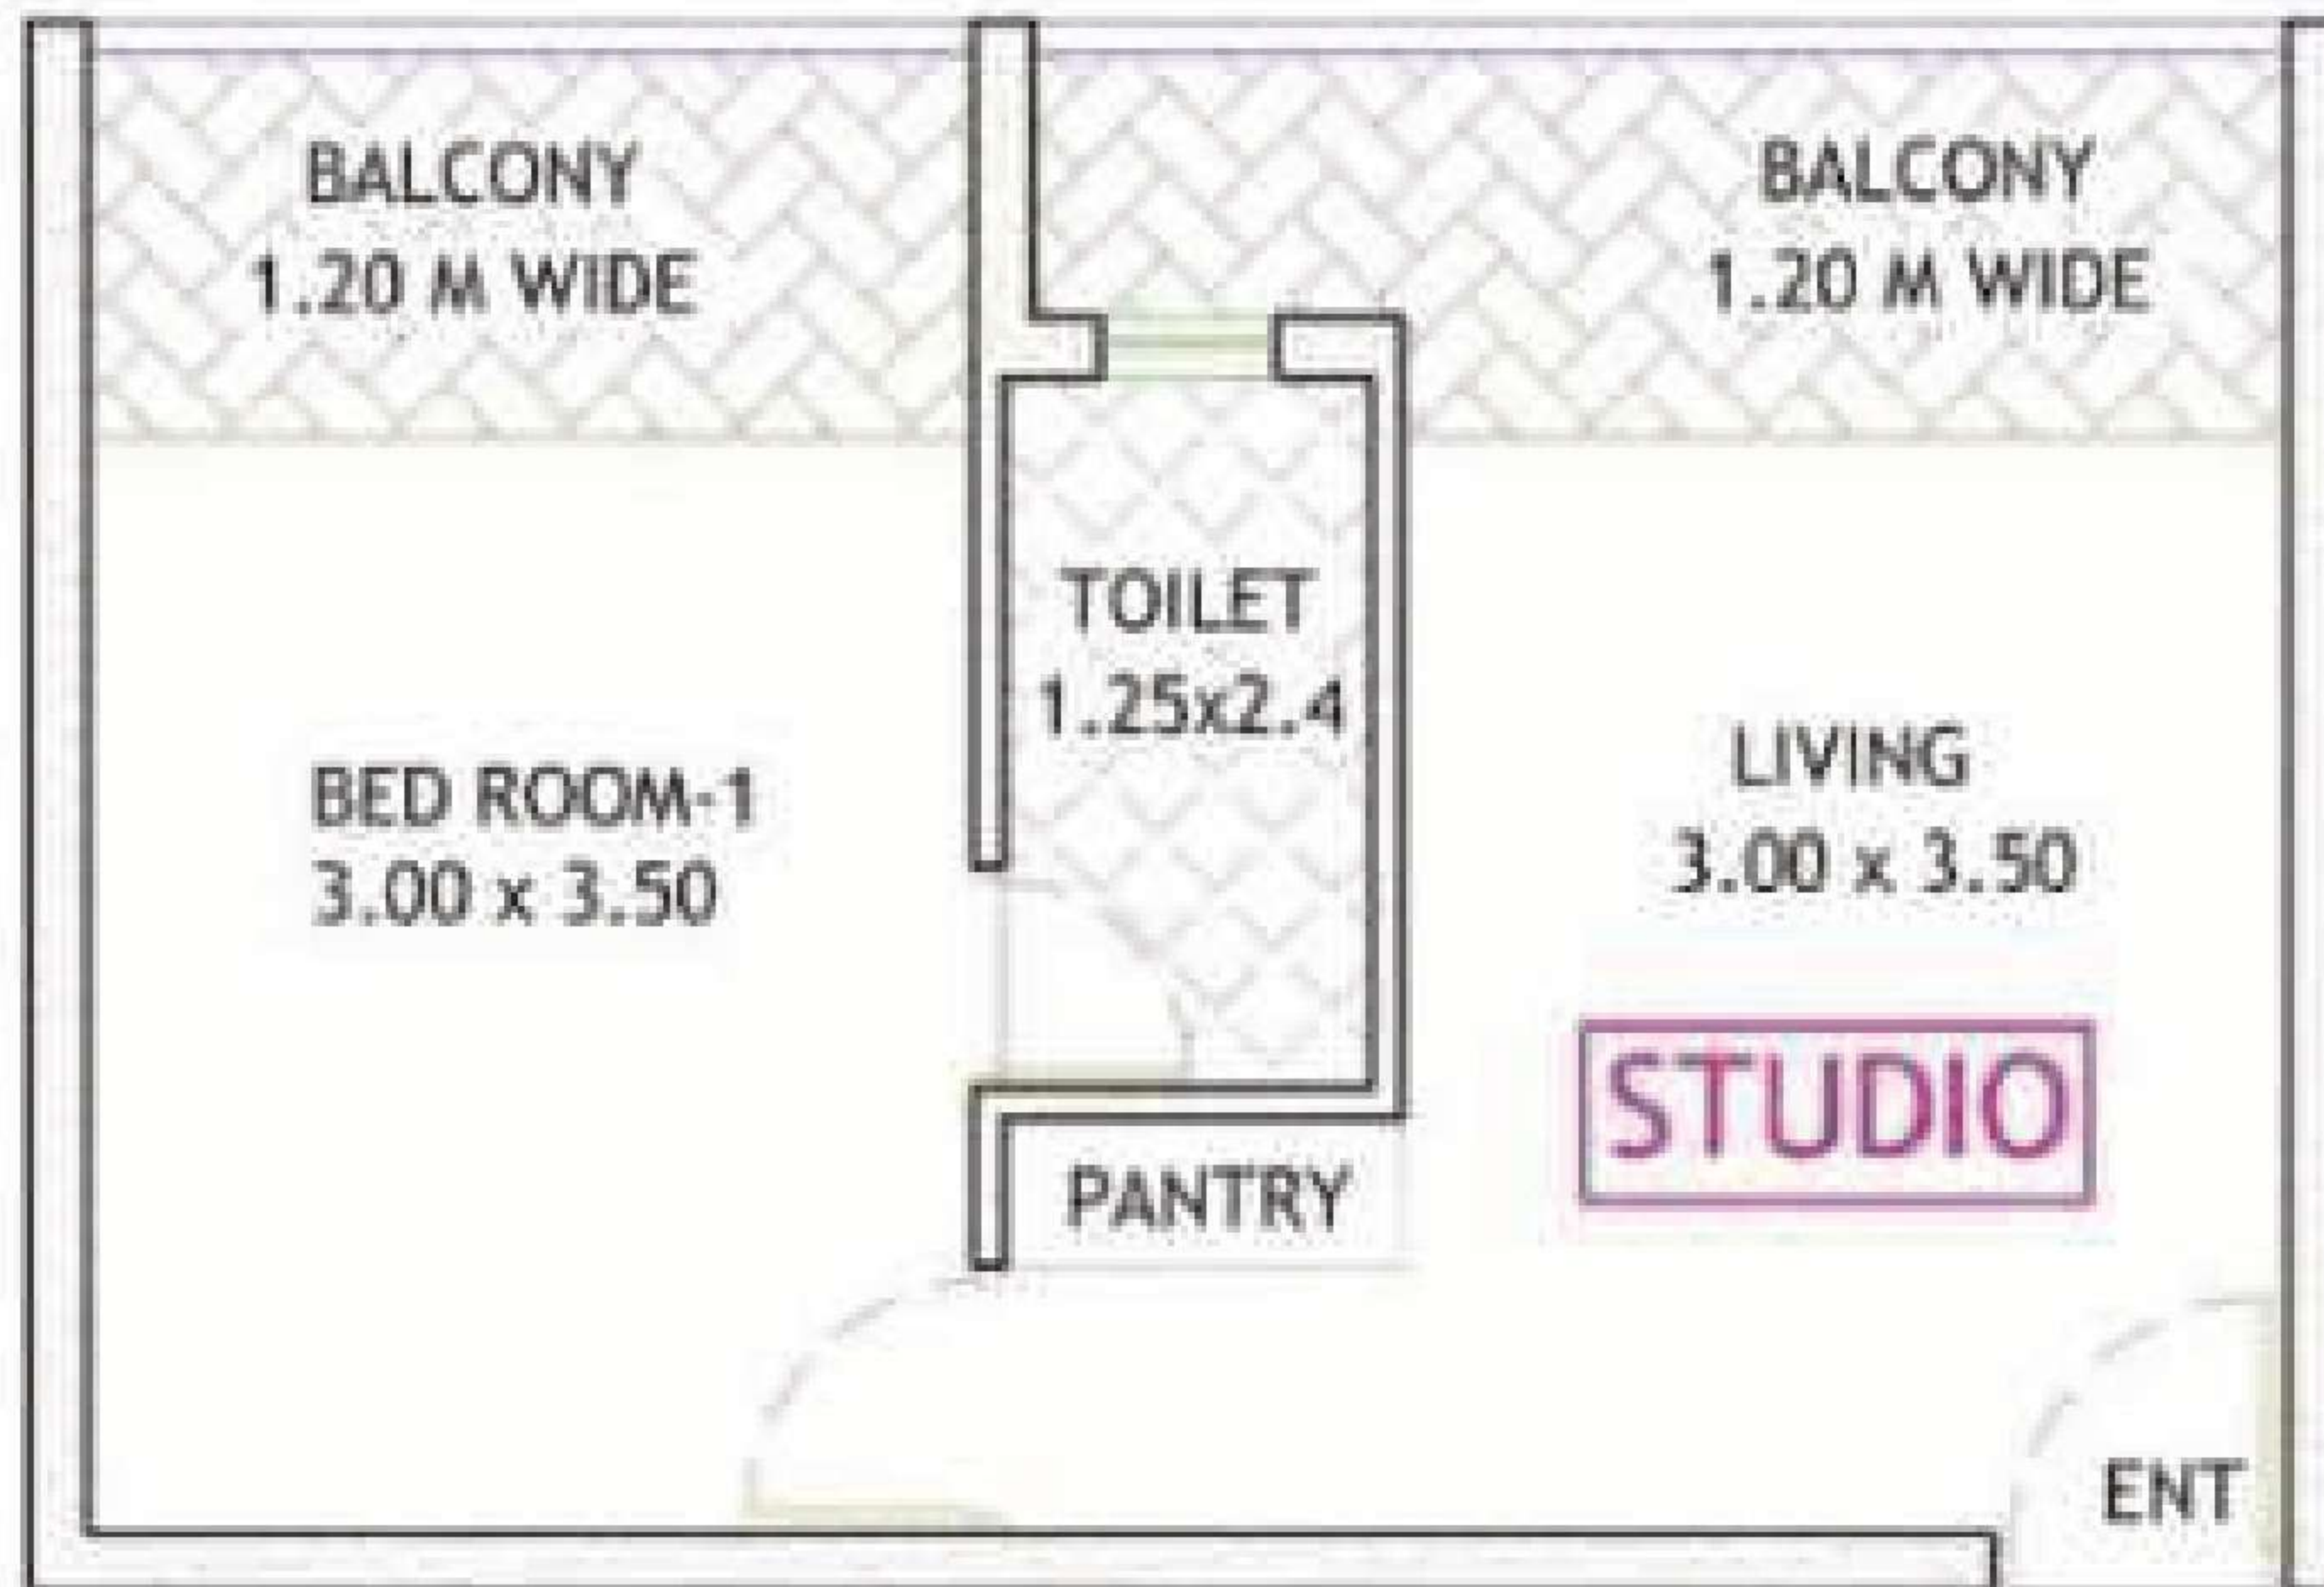 BALCONY
1.20 M WIDE
BALCONY
1.20 M WIDE
TOILET
1.25x2.4
BED ROOM-1
3.00 x 3.50
LIVING
3.00 x 3.50
STUDIO
PANTRY
ENT